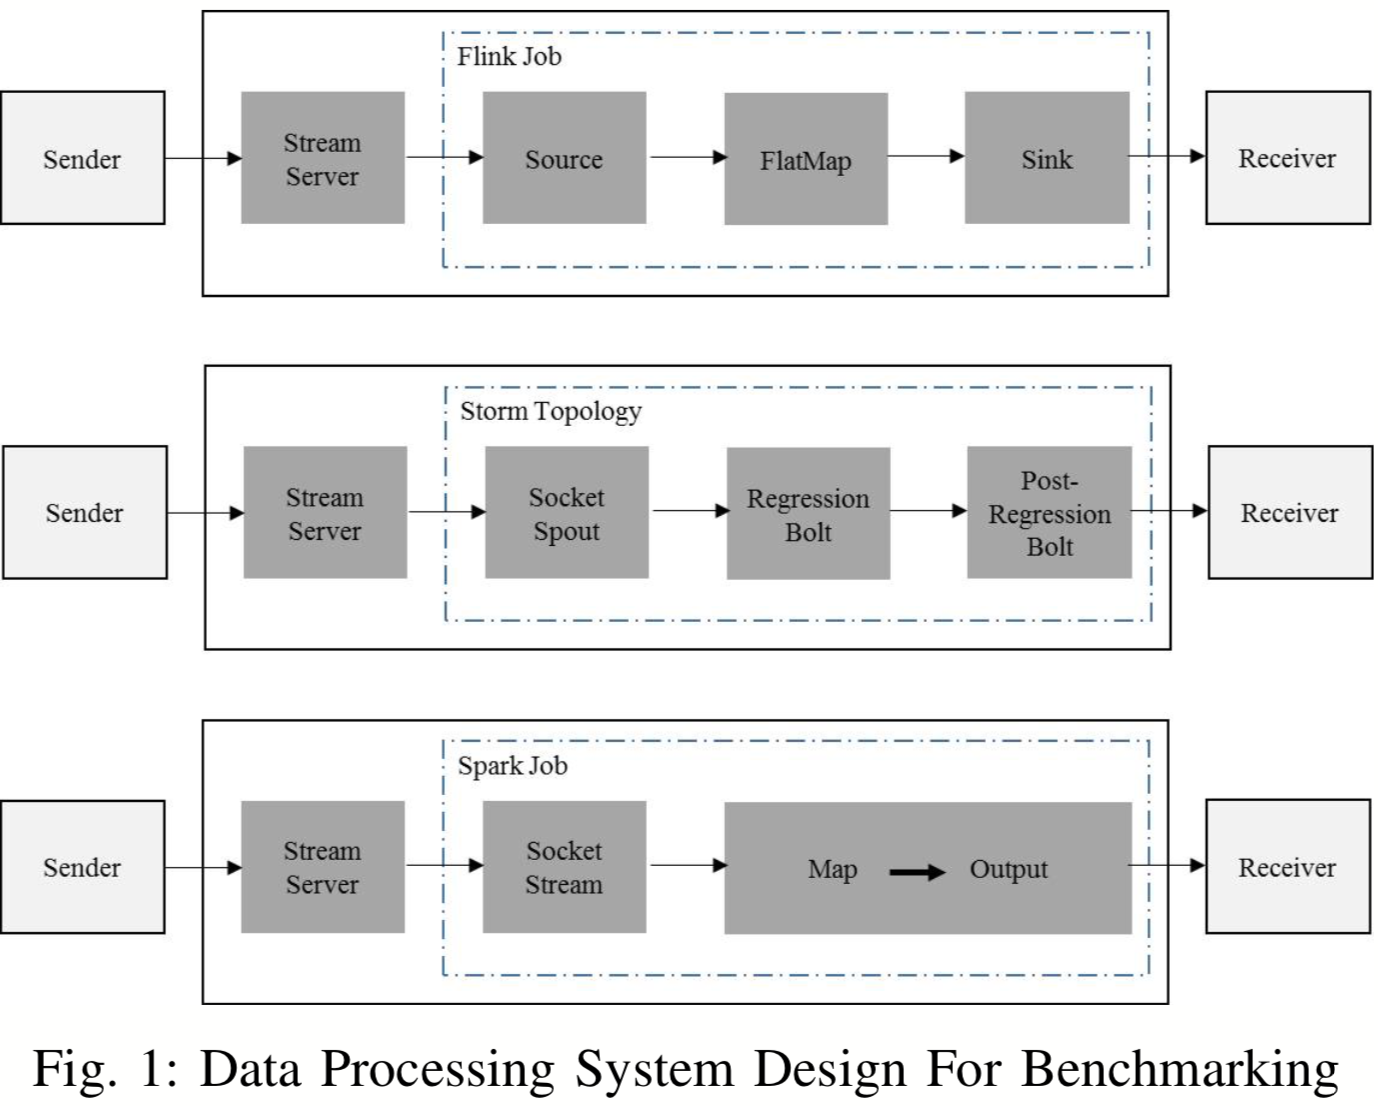 Flink Job
Sender
Stream
Server
Source
FlatMap
Sink
Receiver
Storm Topology
Sender
Stream
Server
Socket
Spout
Regression
Bolt
Post-
Regression
Bolt
Receiver
Spark Job
Sender
Stream
Server
Socket
Stream
Map
Output
Receiver
Fig. 1: Data Processing System Design For Benchmarking